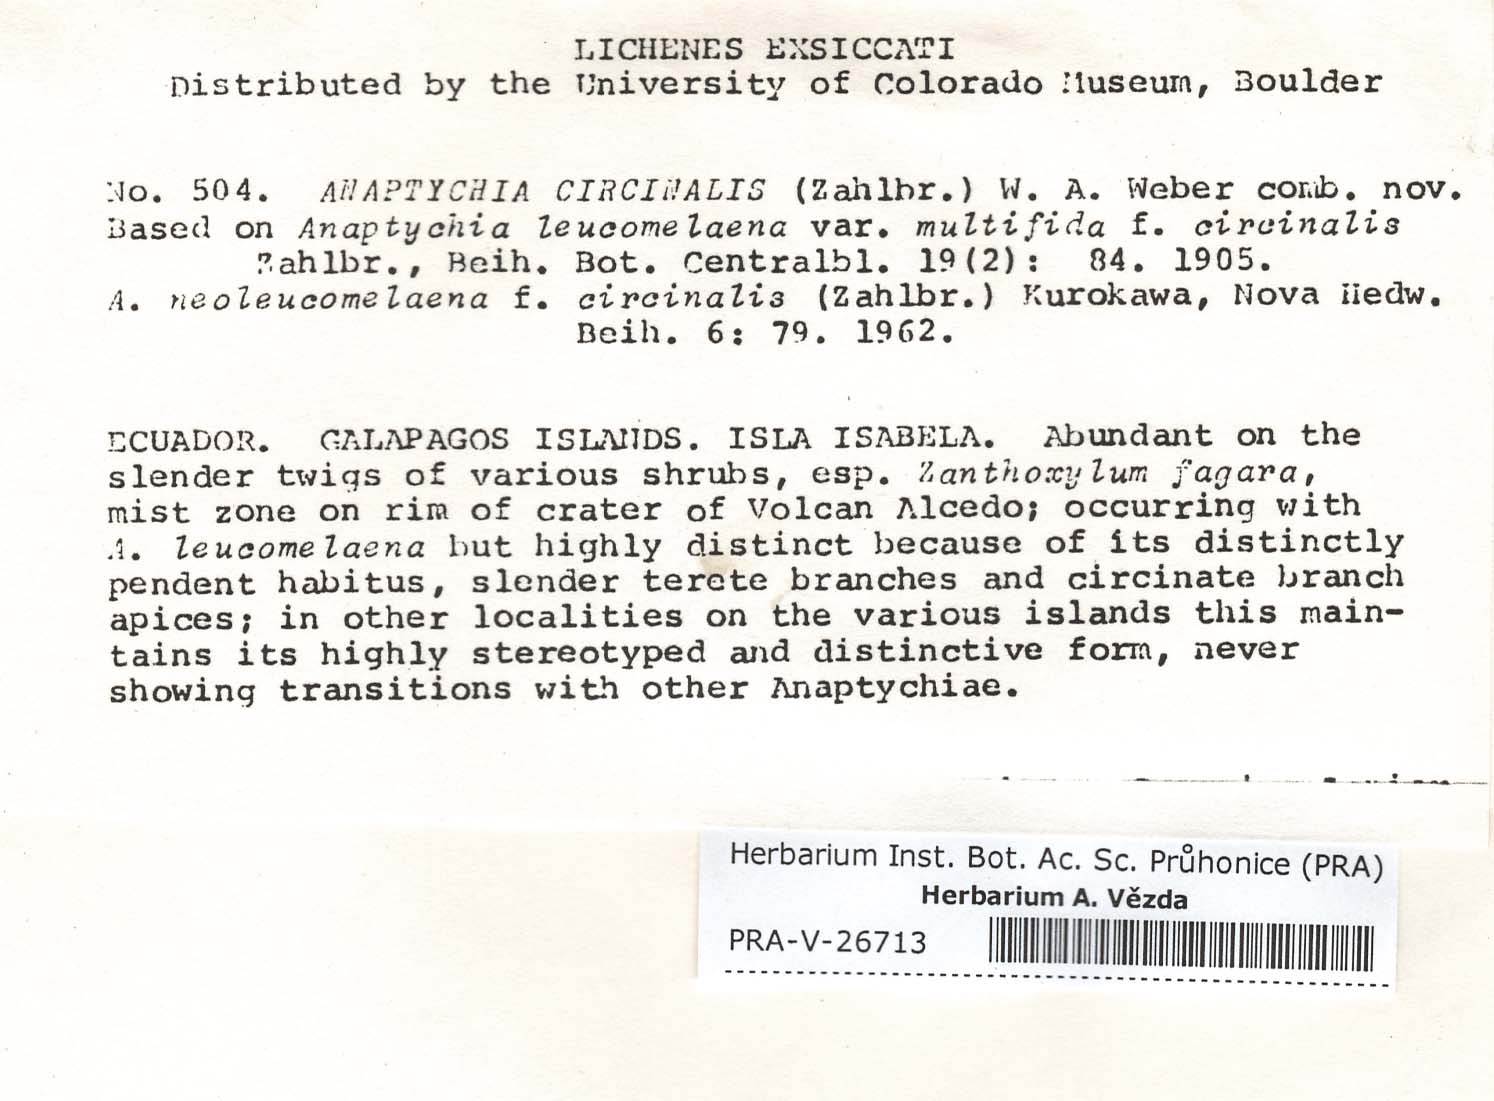 LICHENES EXSICCATI
Distributed by the University of Colorado Museum, Boulder
No. 504. ANAPTYCHIA CIRCINALIS (Zahlbr.) W. A. Weber comb. nov.
Based on Anaptychia leucomelaena var. multifida f. circinalis
Zahlbr., Beih. Bot. Centralbl. 19(2): 84. 1905.
A. neoleucomelaena f. circinalis (Zahlbr.) Kurokawa, Nova Hedw.
Beih. 6: 79. 1962.
ECUADOR. GALAPAGOS ISLANDS. ISLA ISABELA. Abundant on the
slender twigs of various shrubs, esp. Zanthoxylum fagara,
mist zone on rim of crater of Volcan Alcedo; occurring with
A. leucomelaena but highly distinct because of its distinctly
pendent habitus, slender terete branches and circinate branch
apices; in other localities on the various islands this main-
tains its highly stereotyped and distinctive form, never
showing transitions with other Anaptychiae.
Herbarium Inst. Bot. Ac. Sc. Průhonice (PRA)
Herbarium A. Vězda
PRA-V-26713